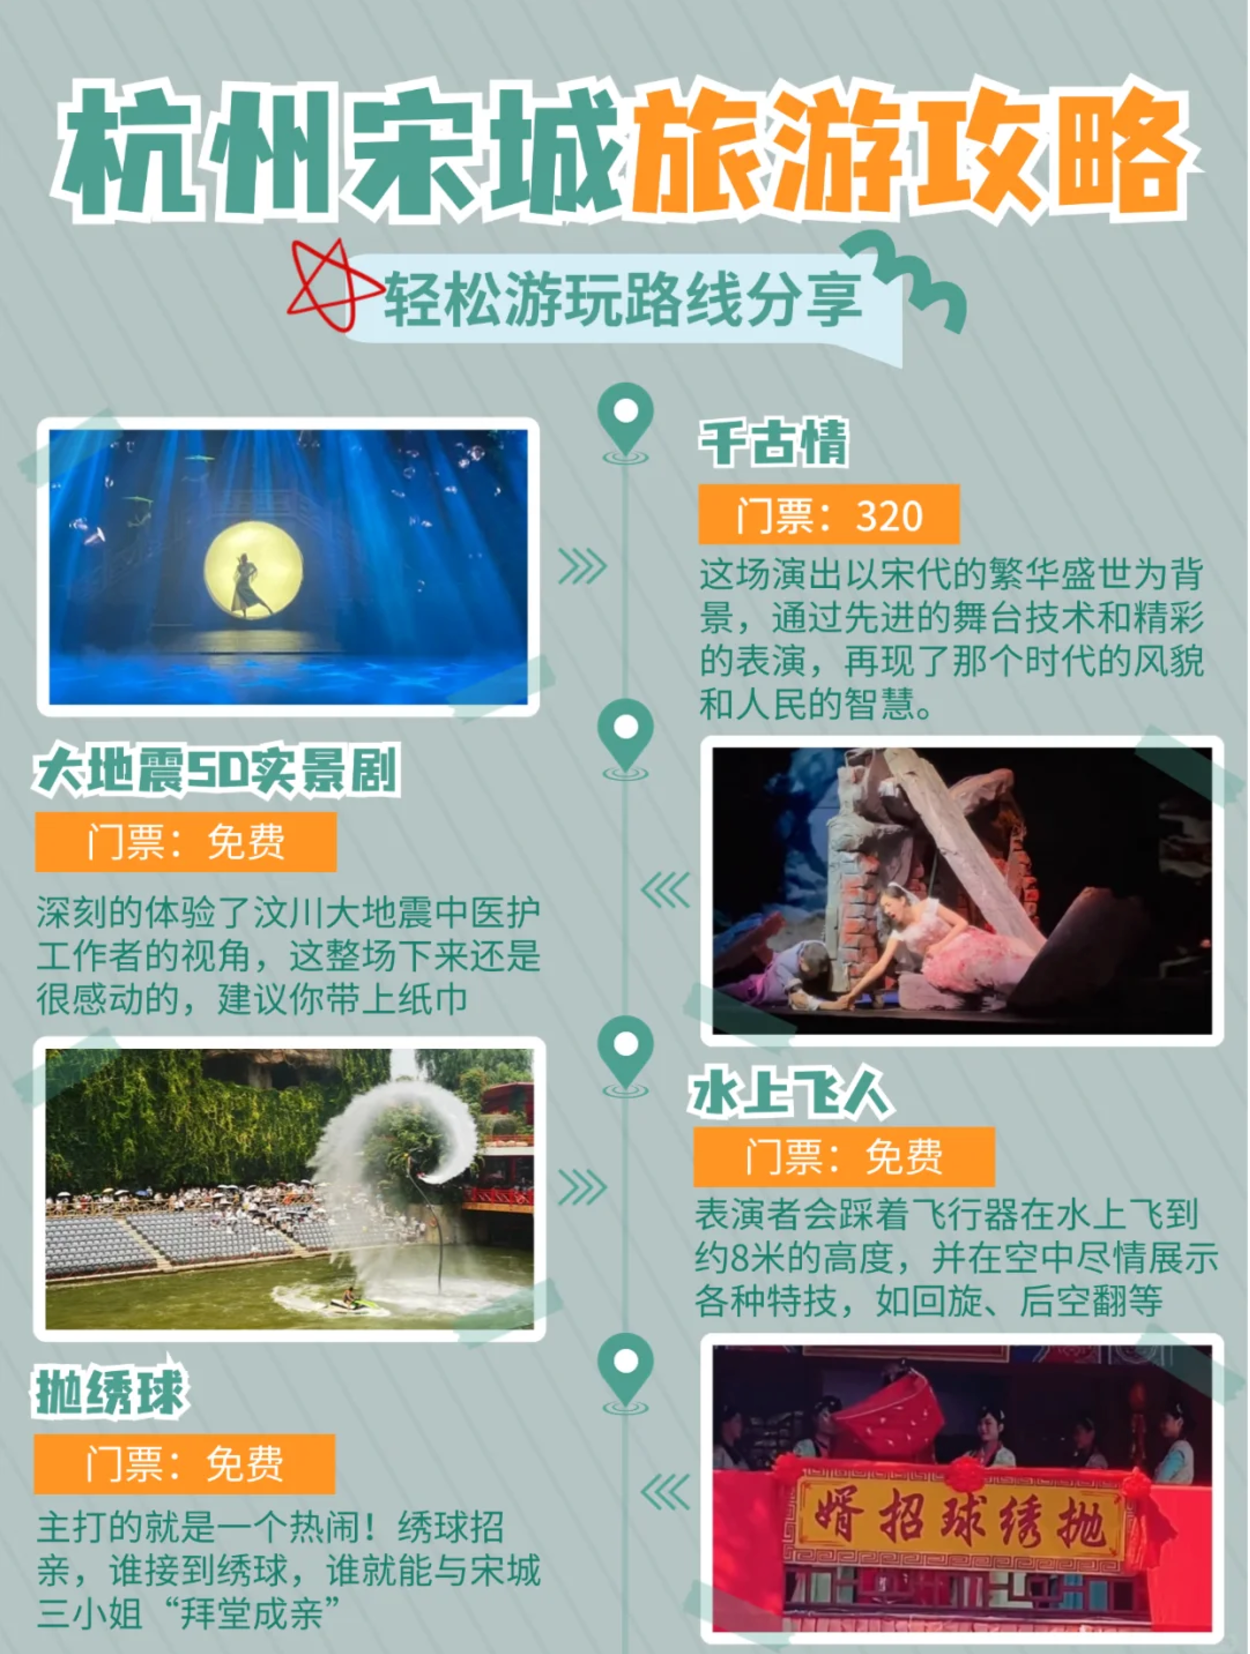 杭州宋城旅游攻略
轻松游玩路线分享
千古情
门票：320
这场演出以宋代的繁华盛世为背
景，通过先进的舞台技术和精彩
的表演，再现了那个时代的风貌
和人民的智慧。
大地震5D实景剧
门票：免费
深刻的体验了汶川大地震中医护
工作者的视角，这整场下来还是
很感动的，建议你带上纸巾
水上飞人
门票：免费
表演者会踩着飞行器在水上飞到
约8米的高度，并在空中尽情展示
各种特技，如回旋、后空翻等
抛绣球
门票：免费
主打的就是一个热闹！绣球招
亲，谁接到绣球，谁就能与宋城
三小姐“拜堂成亲”
婿招球绣抛